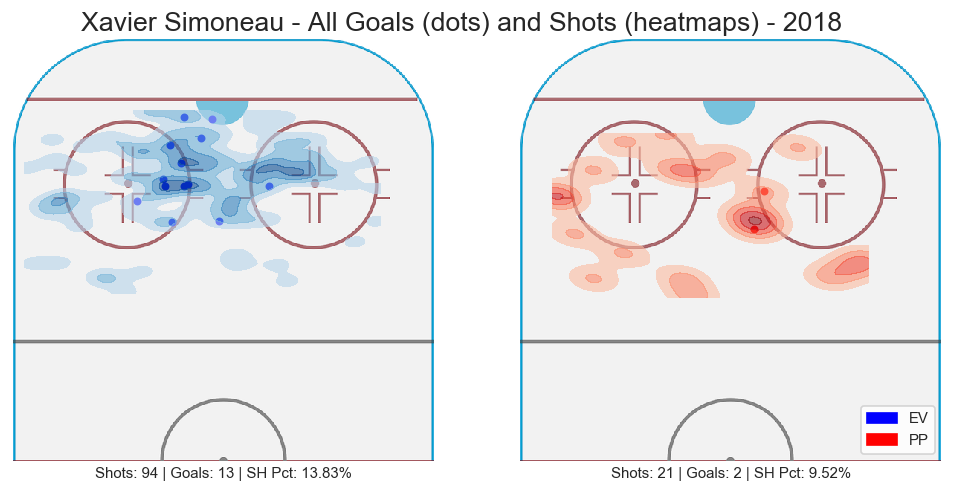 Xavier Simoneau - All Goals (dots) and Shots (heatmaps) - 2018
EV
PP
Shots: 94 | Goals: 13 | SH Pct: 13.83%
Shots: 21 | Goals: 2 | SH Pct: 9.52%